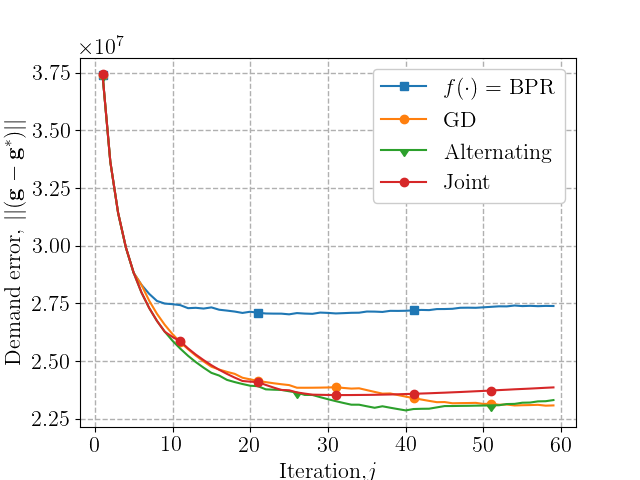 ×10⁷
3.75
3.50
3.25
3.00
2.75
2.50
2.25
Demand error, ||(g − g*)||
f(·) = BPR
GD
Alternating
Joint
0 10 20 30 40 50 60
Iteration, j